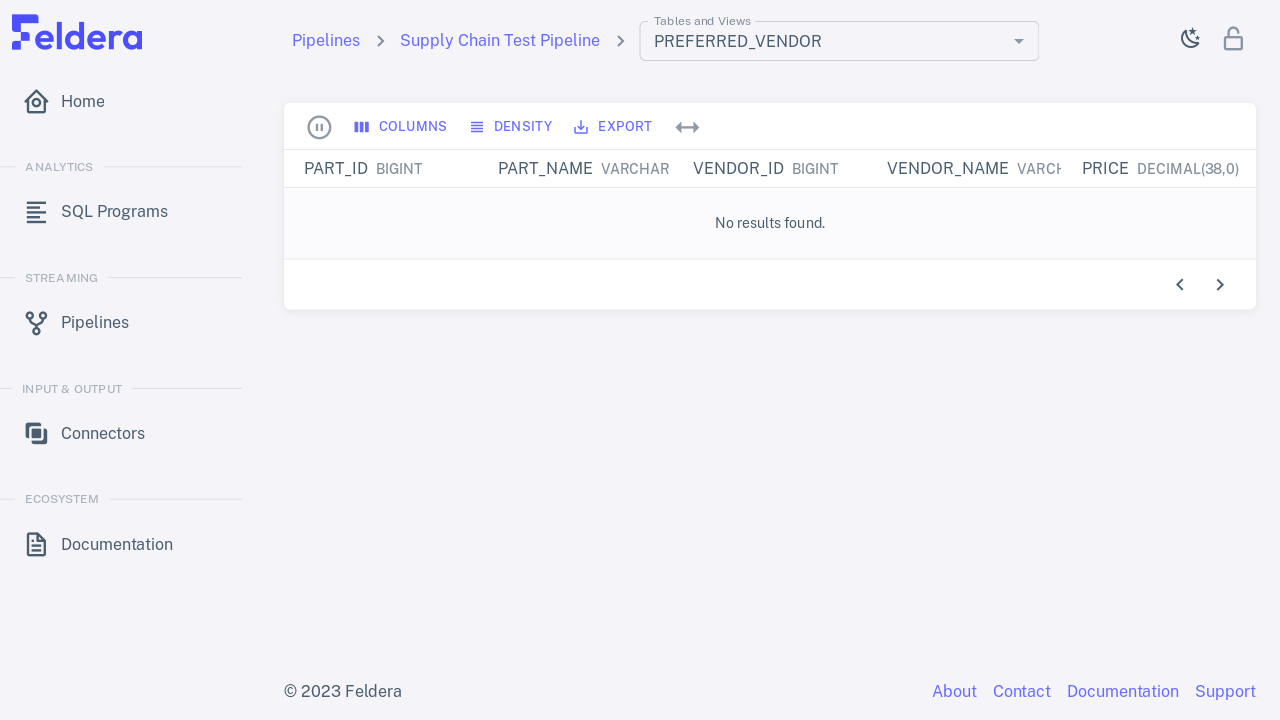 Feldera
Pipelines
Supply Chain Test Pipeline
Tables and Views
PREFERRED_VENDOR
Home
ANALYTICS
SQL Programs
STREAMING
Pipelines
INPUT & OUTPUT
Connectors
ECOSYSTEM
Documentation
COLUMNS DENSITY EXPORT
PART_ID BIGINT PART_NAME VARCHAR VENDOR_ID BIGINT VENDOR_NAME VARCH PRICE DECIMAL(38,0)
No results found.
© 2023 Feldera
About Contact Documentation Support